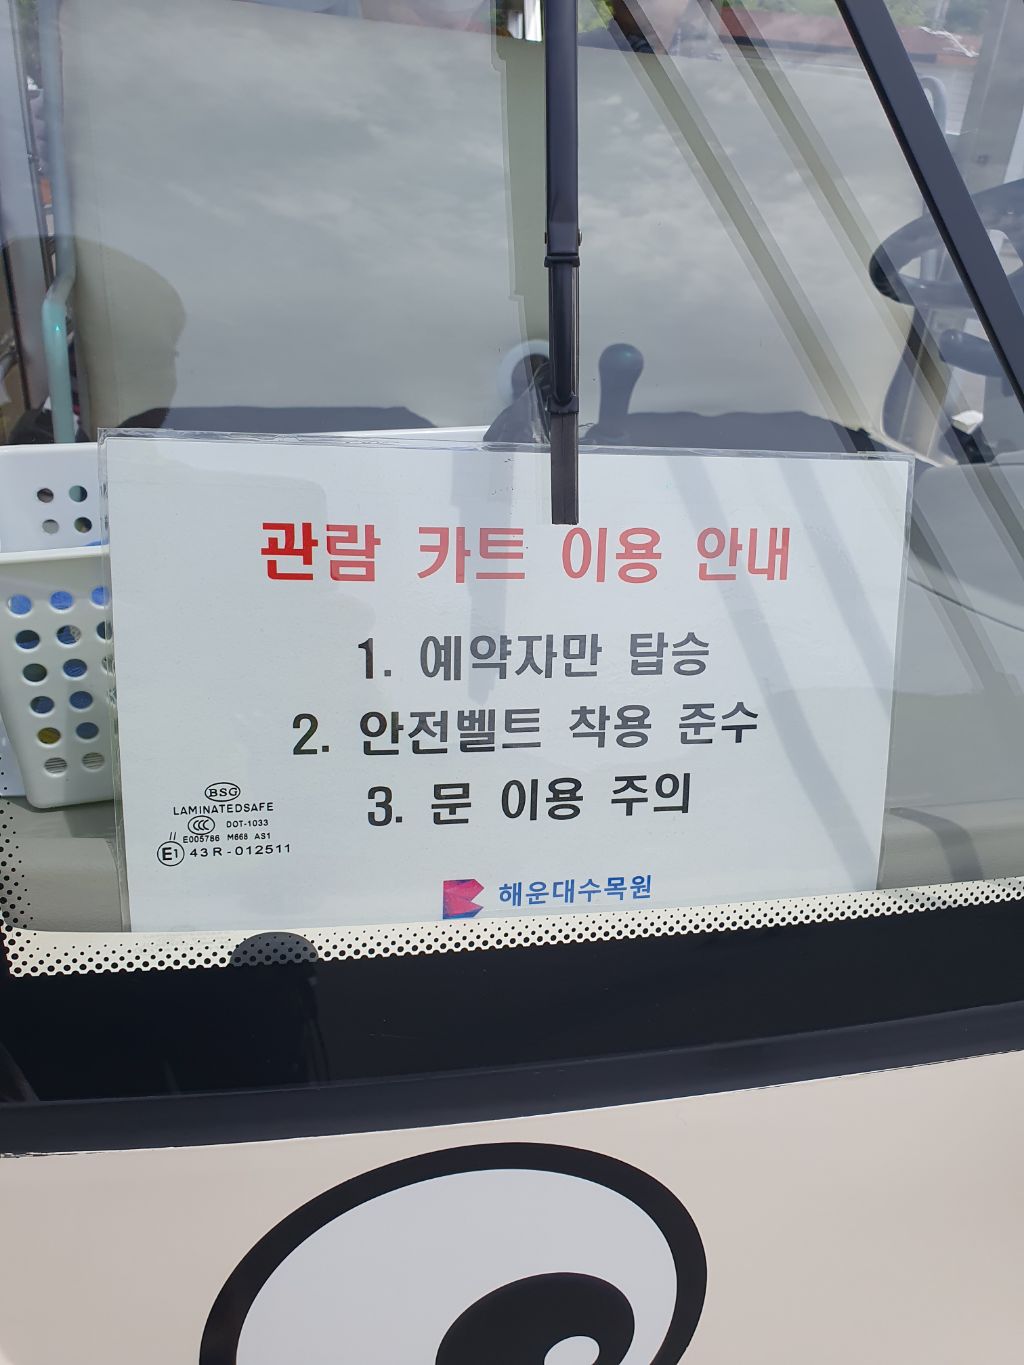 관람 카트 이용 안내
1. 예약자만 탑승
2. 안전벨트 착용 준수
3. 문 이용 주의
해운대수목원
BSG
LAMINATEDSAFE
CCC DOT-1033
// E005786 M668 AS1
E1 43R-012511